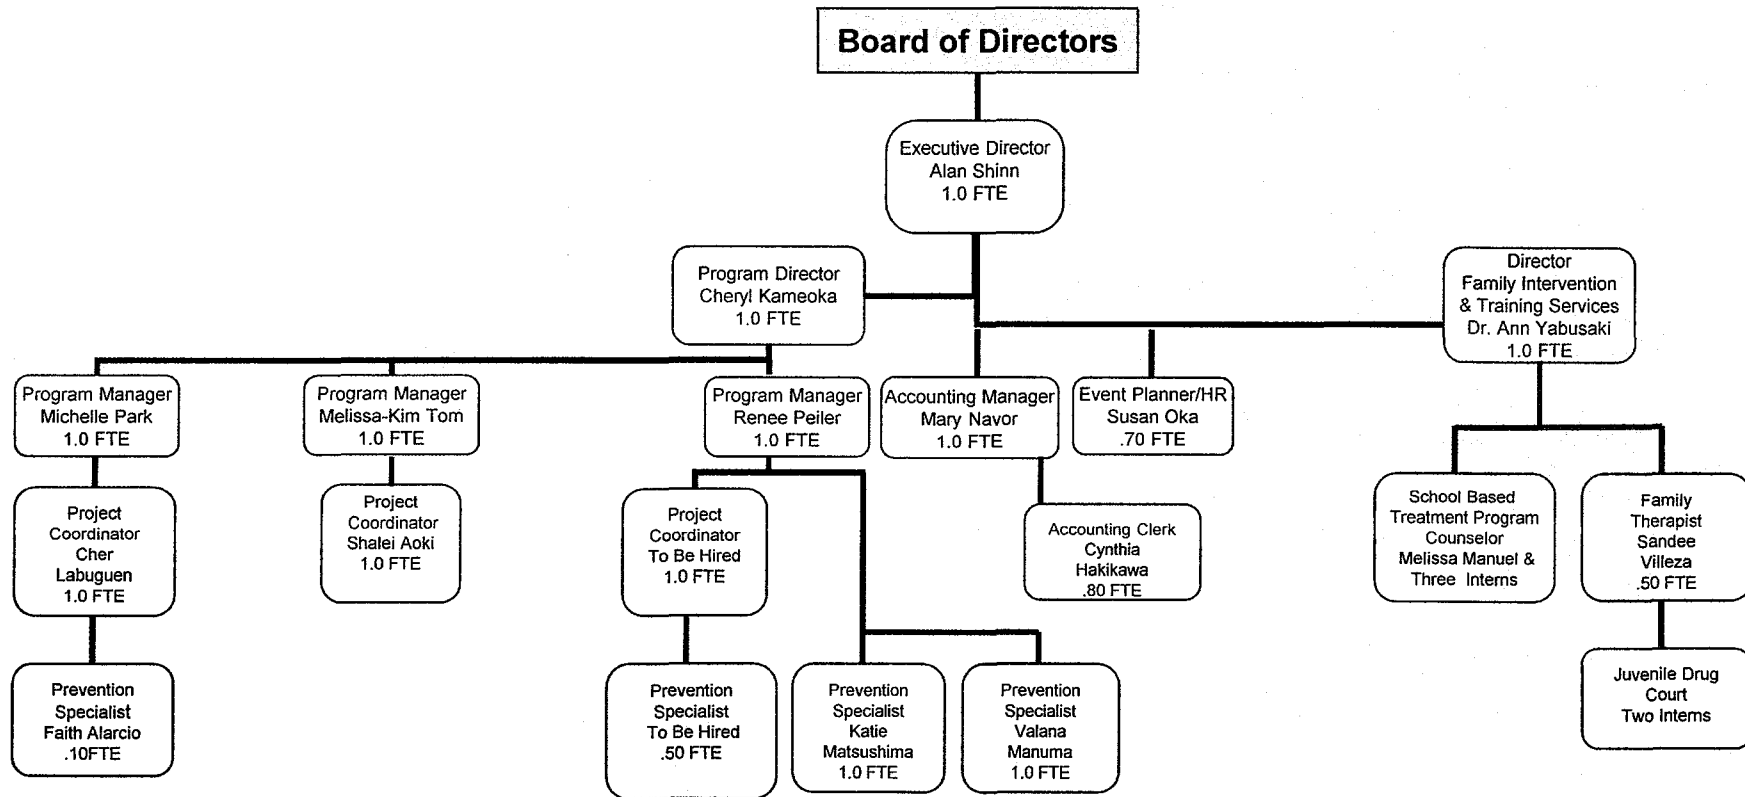 Board of Directors
Executive Director
Alan Shinn
1.0 FTE
Program Director
Cheryl Kameoka
1.0 FTE
Director
Family Intervention
& Training Services
Dr. Ann Yabusaki
1.0 FTE
Program Manager
Michelle Park
1.0 FTE
Program Manager
Melissa-Kim Tom
1.0 FTE
Program Manager
Renee Peiler
1.0 FTE
Accounting Manager
Mary Navor
1.0 FTE
Event Planner/HR
Susan Oka
.70 FTE
Project
Coordinator
Cher
Labuguen
1.0 FTE
Project
Coordinator
Shalei Aoki
1.0 FTE
Project
Coordinator
To Be Hired
1.0 FTE
Accounting Clerk
Cynthia
Hakikawa
.80 FTE
School Based
Treatment Program
Counselor
Melissa Manuel &
Three Interns
Family
Therapist
Sandee
Villeza
.50 FTE
Prevention
Specialist
Faith Alarcio
.10FTE
Prevention
Specialist
To Be Hired
.50 FTE
Prevention
Specialist
Katie
Matsushima
1.0 FTE
Prevention
Specialist
Valana
Manuma
1.0 FTE
Juvenile Drug
Court
Two Interns